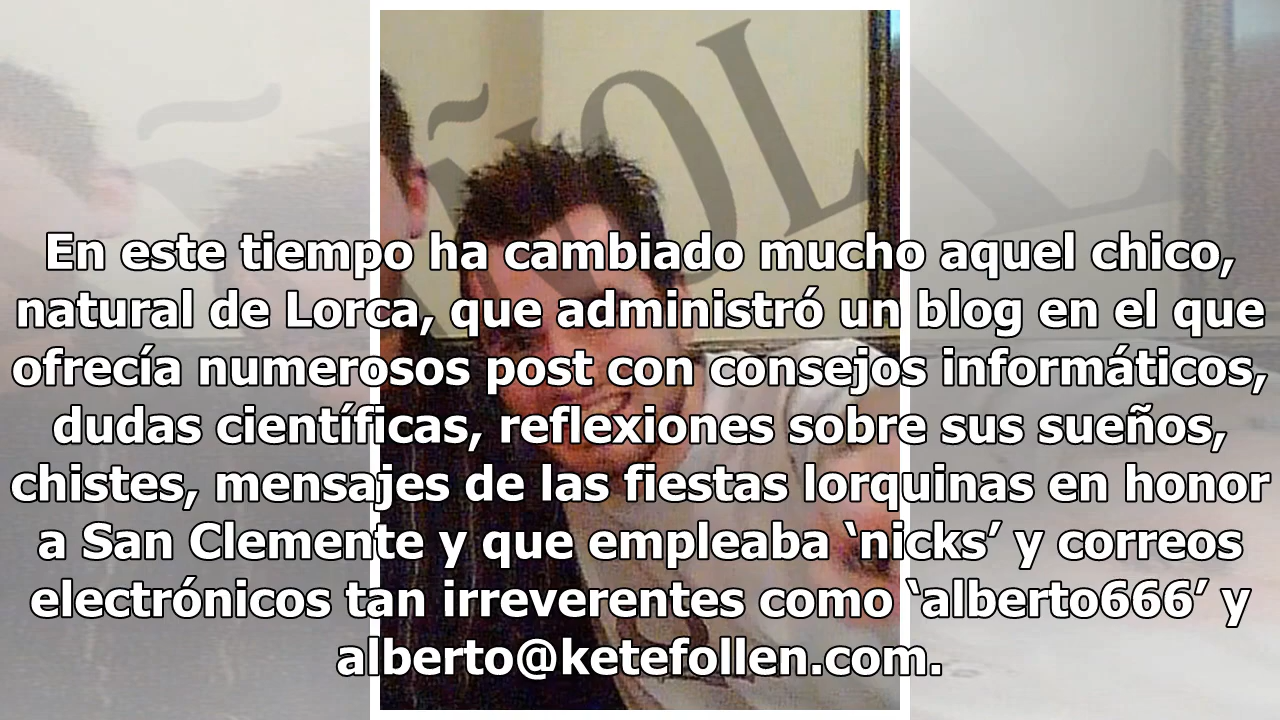 ÑOL
En este tiempo ha cambiado mucho aquel chico,
natural de Lorca, que administró un blog en el que
ofrecía numerosos post con consejos informáticos,
dudas científicas, reflexiones sobre sus sueños,
chistes, mensajes de las fiestas lorquinas en honor
a San Clemente y que empleaba ‘nicks’ y correos
electrónicos tan irreverentes como ‘alberto666’ y
alberto@ketefollen.com.